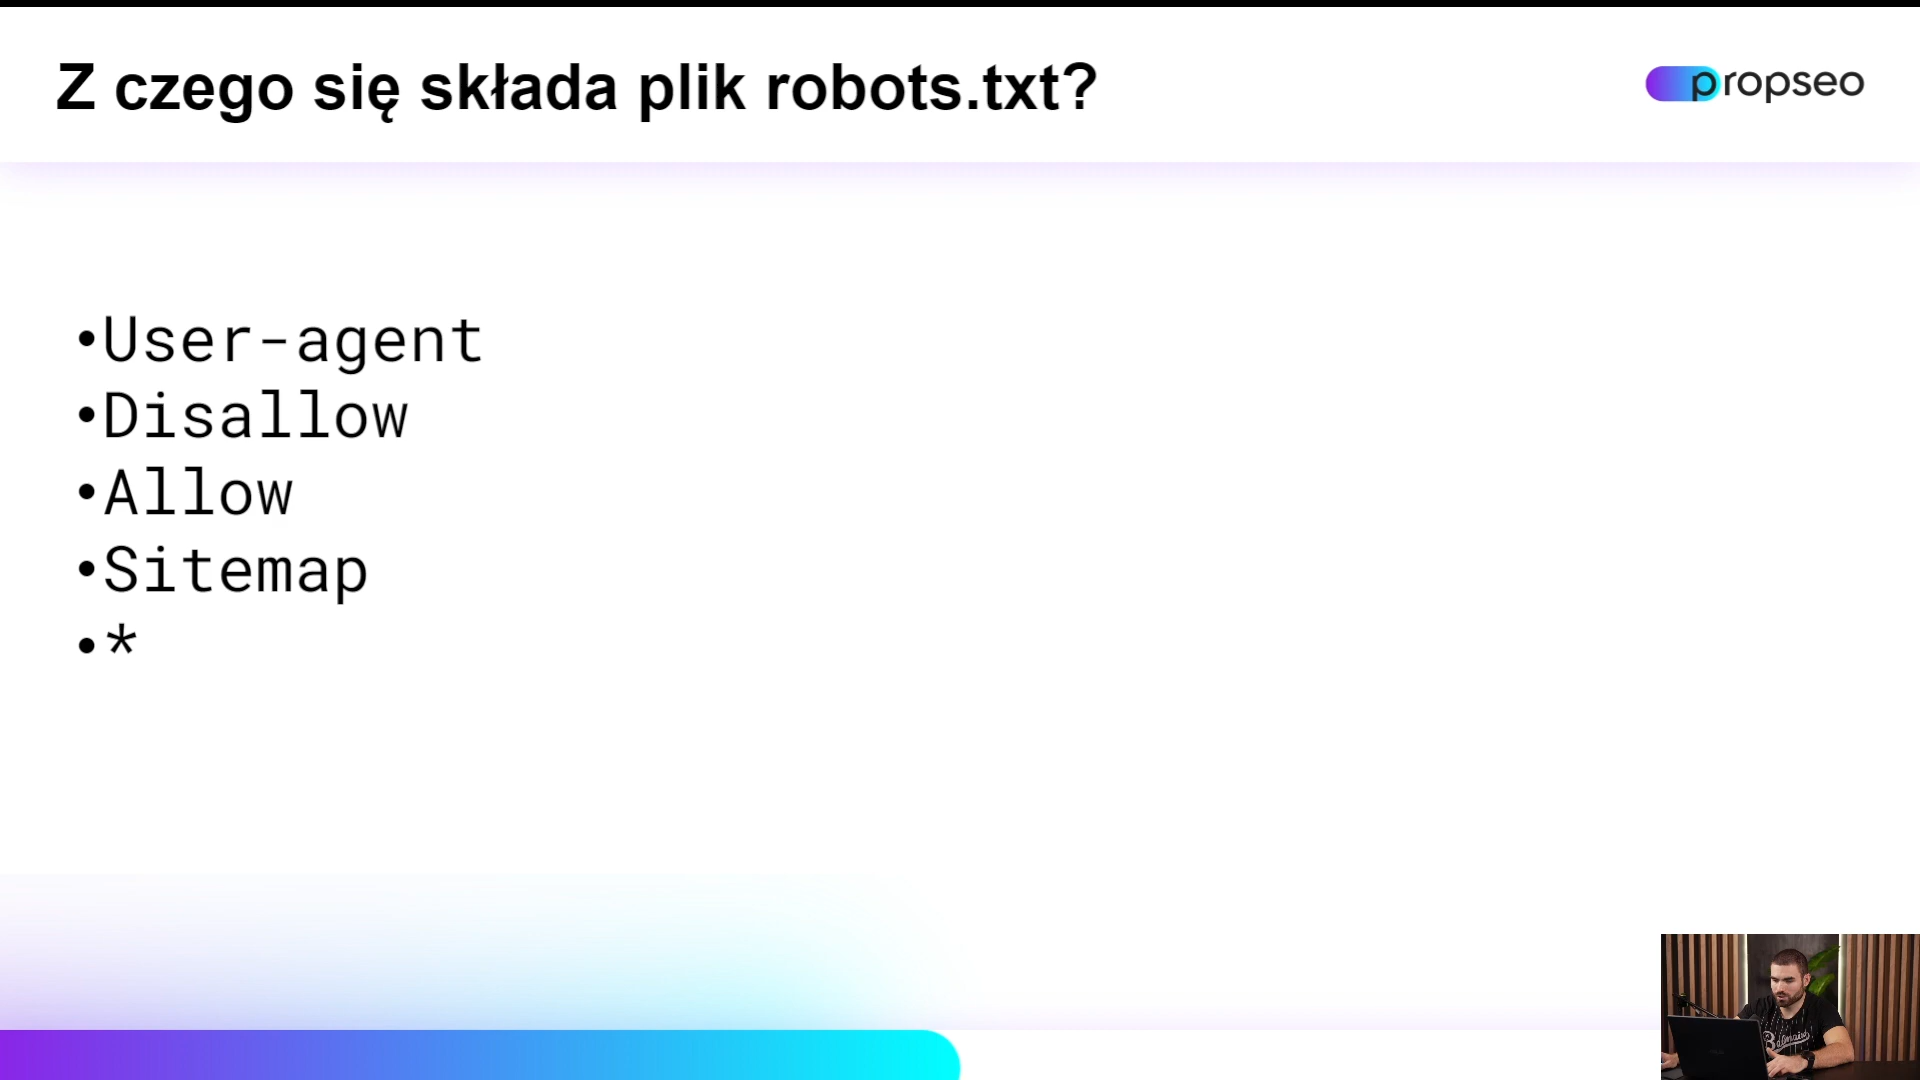 Z czego się składa plik robots.txt?
propseo
•User-agent
•Disallow
•Allow
•Sitemap
•*